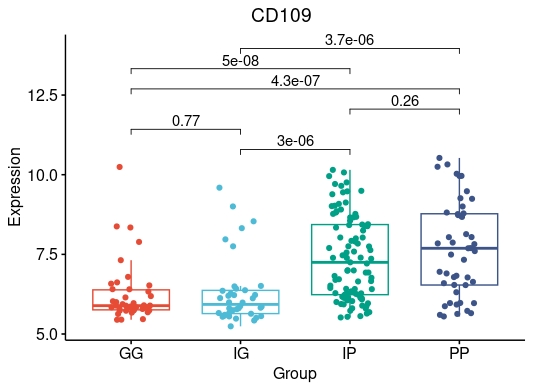 CD109
3.7e-06
5e-08
4.3e-07
0.26
0.77
3e-06
Expression
12.5
10.0
7.5
5.0
GG IG IP PP
Group